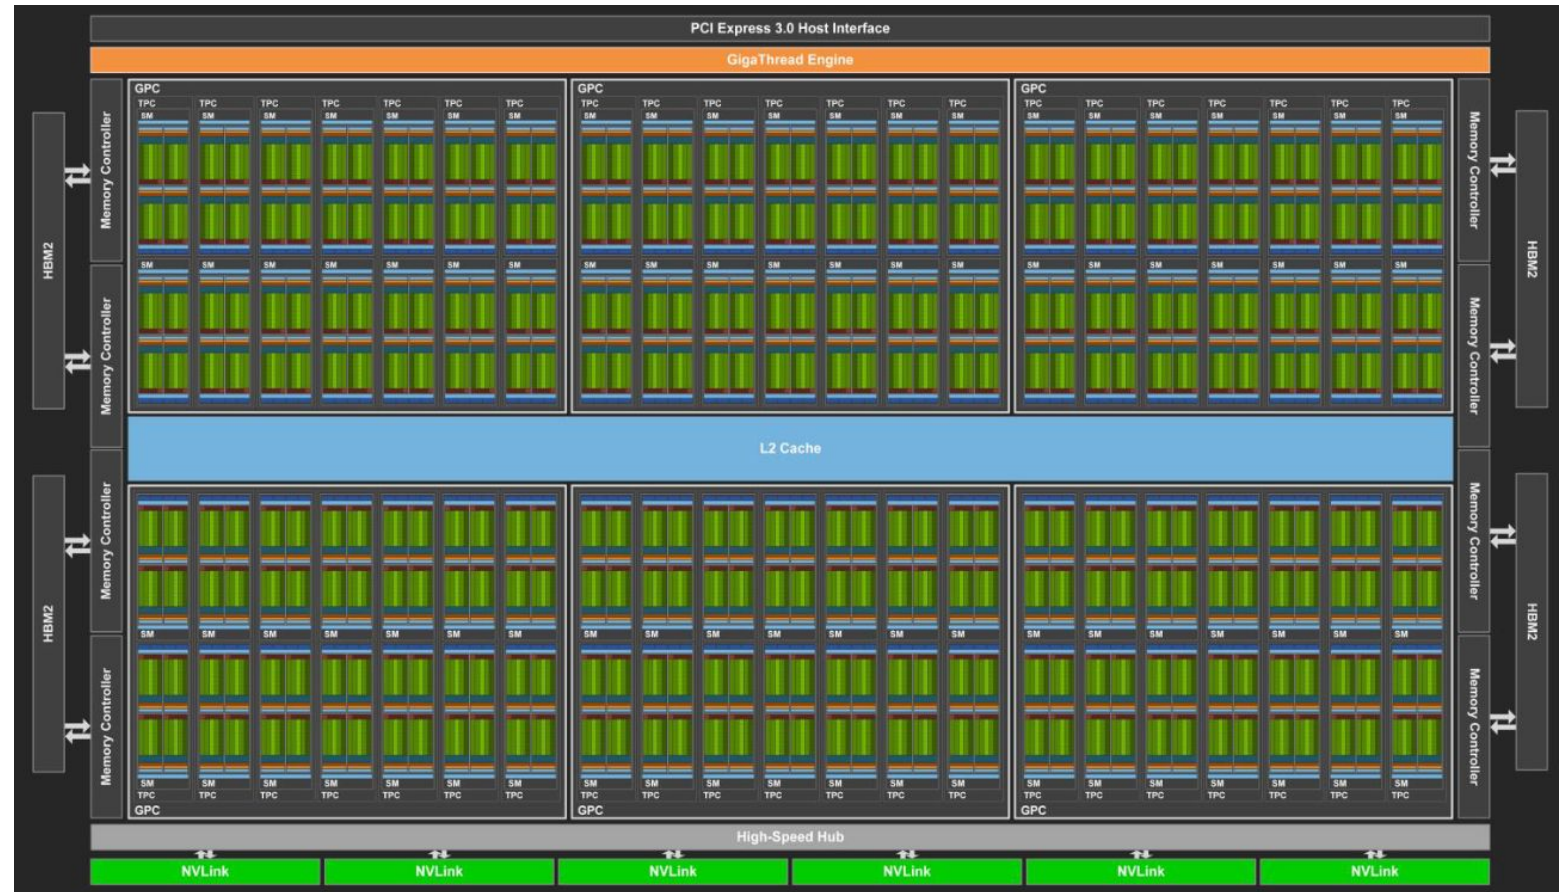 PCI Express 3.0 Host Interface
GigaThread Engine
GPC GPC GPC
TPC TPC TPC TPC TPC TPC TPC TPC TPC TPC TPC TPC TPC TPC TPC TPC TPC TPC TPC TPC TPC
SM SM SM SM SM SM SM SM SM SM SM SM SM SM SM SM SM SM SM SM SM
Memory Controller
Memory Controller
HBM2
HBM2
SM SM SM SM SM SM SM SM SM SM SM SM SM SM SM SM SM SM SM SM SM
Memory Controller
Memory Controller
L2 Cache
Memory Controller
Memory Controller
HBM2
HBM2
SM SM SM SM SM SM SM SM SM SM SM SM SM SM SM SM SM SM SM SM SM
Memory Controller
Memory Controller
SM SM SM SM SM SM SM SM SM SM SM SM SM SM SM SM SM SM SM SM SM
TPC TPC TPC TPC TPC TPC TPC TPC TPC TPC TPC TPC TPC TPC TPC TPC TPC TPC TPC TPC TPC
GPC GPC GPC
High-Speed Hub
NVLink NVLink NVLink NVLink NVLink NVLink